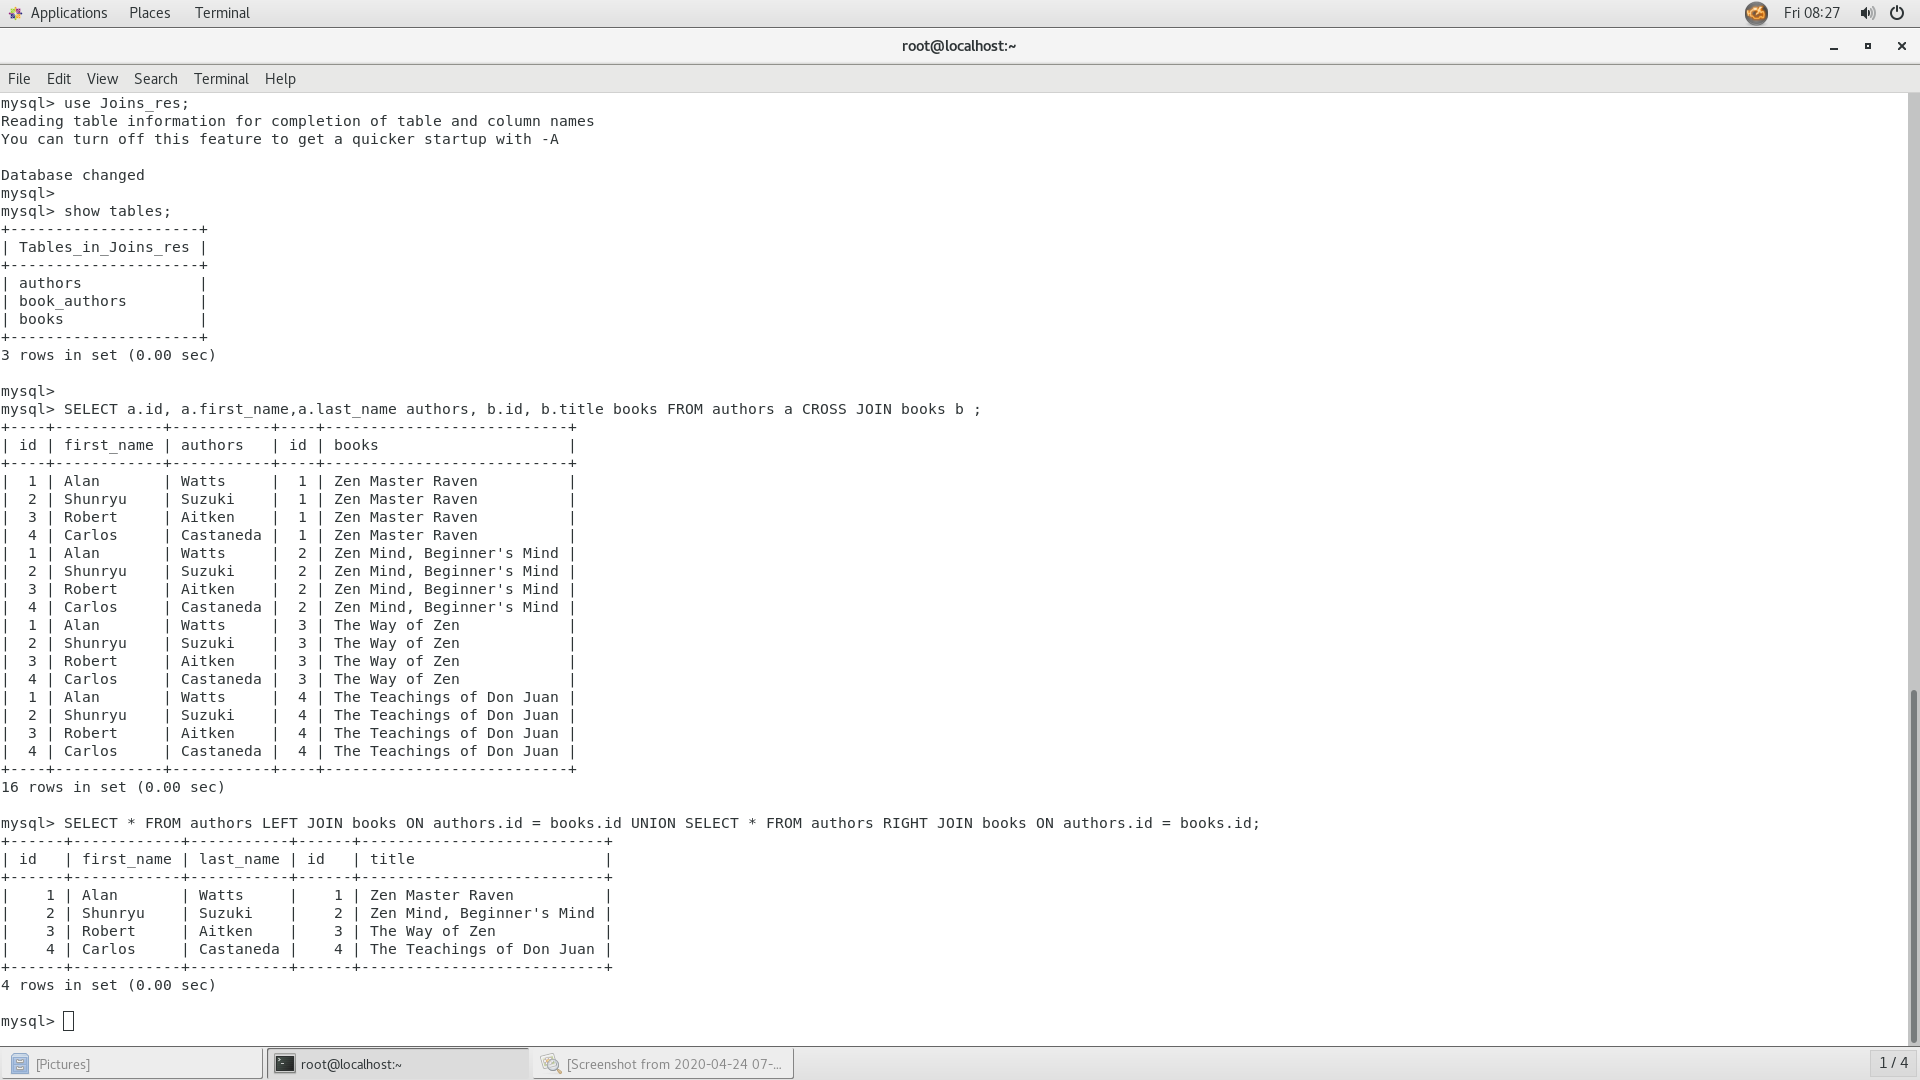 Applications Places Terminal Fri 08:27
root@localhost:~
File Edit View Search Terminal Help
mysql> use Joins_res;
Reading table information for completion of table and column names
You can turn off this feature to get a quicker startup with -A
Database changed
mysql>
mysql> show tables;
+---------------------+
| Tables_in_Joins_res |
+---------------------+
| authors             |
| book_authors        |
| books               |
+---------------------+
3 rows in set (0.00 sec)
mysql>
mysql> SELECT a.id, a.first_name,a.last_name authors, b.id, b.title books FROM authors a CROSS JOIN books b ;
+----+------------+-----------+----+---------------------------+
| id | first_name | authors   | id | books                     |
+----+------------+-----------+----+---------------------------+
|  1 | Alan       | Watts     |  1 | Zen Master Raven          |
|  2 | Shunryu    | Suzuki    |  1 | Zen Master Raven          |
|  3 | Robert     | Aitken    |  1 | Zen Master Raven          |
|  4 | Carlos     | Castaneda |  1 | Zen Master Raven          |
|  1 | Alan       | Watts     |  2 | Zen Mind, Beginner's Mind |
|  2 | Shunryu    | Suzuki    |  2 | Zen Mind, Beginner's Mind |
|  3 | Robert     | Aitken    |  2 | Zen Mind, Beginner's Mind |
|  4 | Carlos     | Castaneda |  2 | Zen Mind, Beginner's Mind |
|  1 | Alan       | Watts     |  3 | The Way of Zen            |
|  2 | Shunryu    | Suzuki    |  3 | The Way of Zen            |
|  3 | Robert     | Aitken    |  3 | The Way of Zen            |
|  4 | Carlos     | Castaneda |  3 | The Way of Zen            |
|  1 | Alan       | Watts     |  4 | The Teachings of Don Juan |
|  2 | Shunryu    | Suzuki    |  4 | The Teachings of Don Juan |
|  3 | Robert     | Aitken    |  4 | The Teachings of Don Juan |
|  4 | Carlos     | Castaneda |  4 | The Teachings of Don Juan |
+----+------------+-----------+----+---------------------------+
16 rows in set (0.00 sec)
mysql> SELECT * FROM authors LEFT JOIN books ON authors.id = books.id UNION SELECT * FROM authors RIGHT JOIN books ON authors.id = books.id;
+------+------------+-----------+------+---------------------------+
| id   | first_name | last_name | id   | title                     |
+------+------------+-----------+------+---------------------------+
|    1 | Alan       | Watts     |    1 | Zen Master Raven          |
|    2 | Shunryu    | Suzuki    |    2 | Zen Mind, Beginner's Mind |
|    3 | Robert     | Aitken    |    3 | The Way of Zen            |
|    4 | Carlos     | Castaneda |    4 | The Teachings of Don Juan |
+------+------------+-----------+------+---------------------------+
4 rows in set (0.00 sec)
mysql>
[Pictures] root@localhost:~ [Screenshot from 2020-04-24 07-... 1 / 4